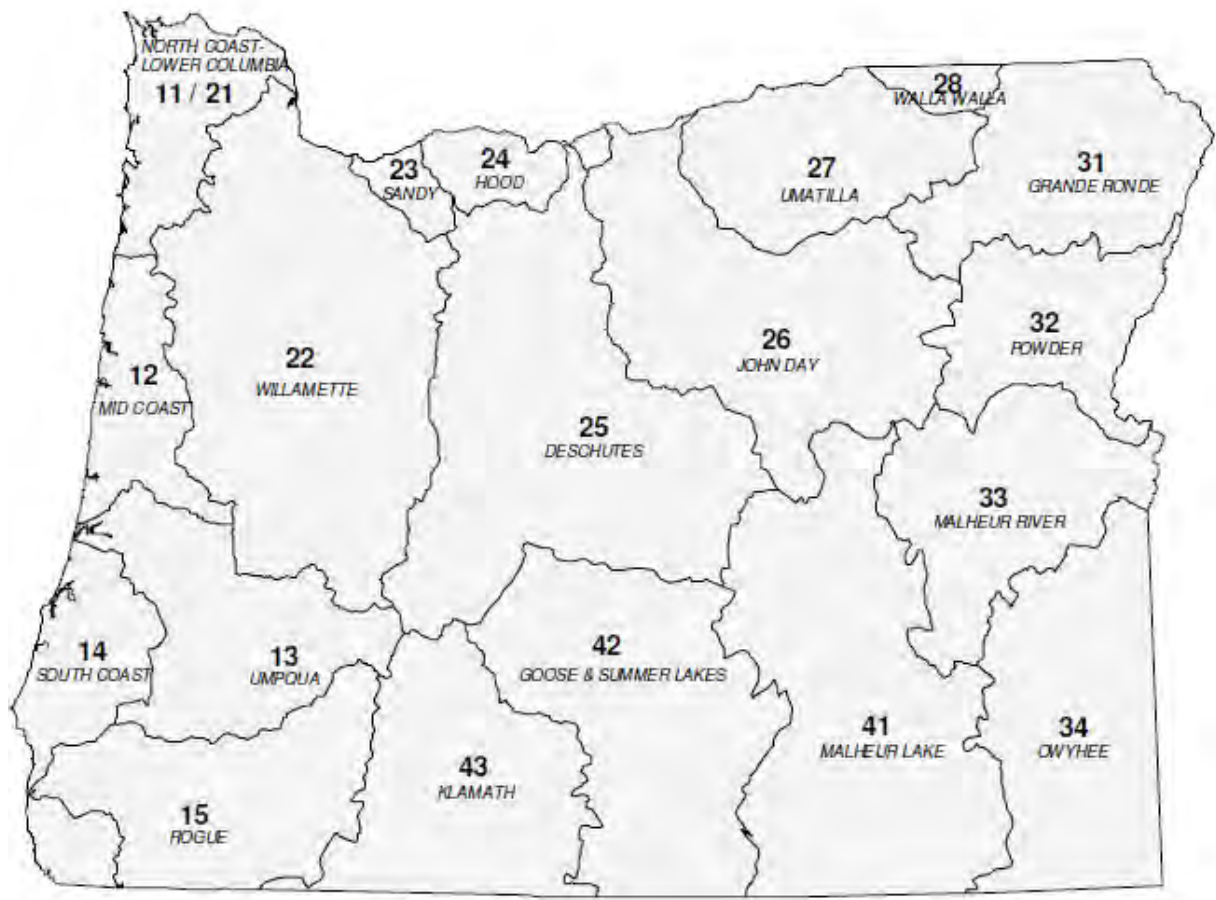 NORTH COAST-
LOWER COLUMBIA
11 / 21
28
WALLA WALLA
23
SANDY
24
HOOD
27
UMATILLA
31
GRANDE RONDE
32
POWDER
26
JOHN DAY
22
WILLAMETTE
12
MID COAST
25
DESCHUTES
33
MALHEUR RIVER
14
SOUTH COAST
13
UMPQUA
42
GOOSE & SUMMER LAKES
41
MALHEUR LAKE
34
OWYHEE
43
KLAMATH
15
ROGUE